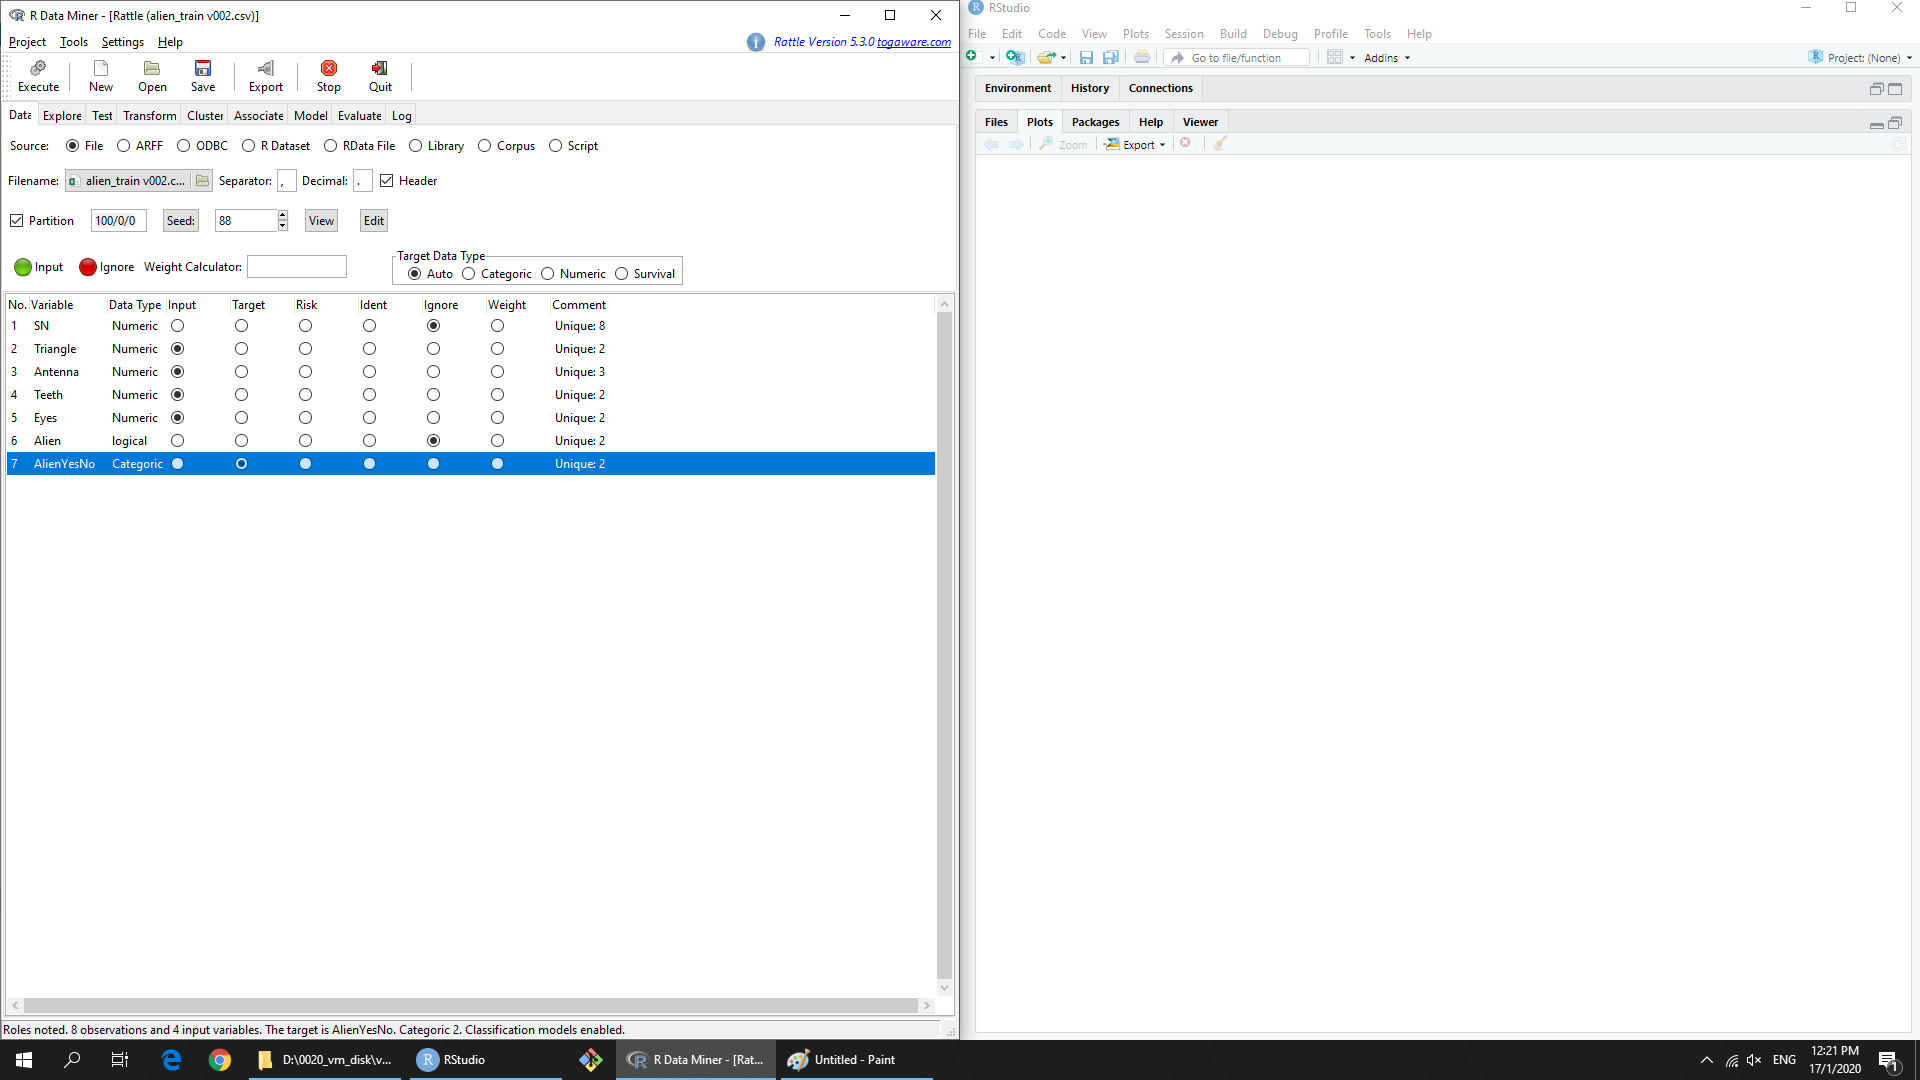 R Data Miner - [Rattle (alien_train v002.csv)]
Project Tools Settings Help
Rattle Version 5.3.0 togaware.com
Execute New Open Save Export Stop Quit
Data Explore Test Transform Cluster Associate Model Evaluate Log
Source: File ARFF ODBC R Dataset RData File Library Corpus Script
Filename: alien_train v002.c... Separator: , Decimal: . Header
Partition 100/0/0 Seed: 88 View Edit
Target Data Type
Input Ignore Weight Calculator: Auto Categoric Numeric Survival
No. Variable Data Type Input Target Risk Ident Ignore Weight Comment
1 SN Numeric Unique: 8
2 Triangle Numeric Unique: 2
3 Antenna Numeric Unique: 3
4 Teeth Numeric Unique: 2
5 Eyes Numeric Unique: 2
6 Alien logical Unique: 2
7 AlienYesNo Categoric Unique: 2
Roles noted. 8 observations and 4 input variables. The target is AlienYesNo. Categoric 2. Classification models enabled.
RStudio
File Edit Code View Plots Session Build Debug Profile Tools Help
Go to file/function Addins Project: (None)
Environment History Connections
Files Plots Packages Help Viewer
Zoom Export
D:\0020_vm_disk\v... RStudio R Data Miner - [Rat... Untitled - Paint
ENG
12:21 PM
17/1/2020
1